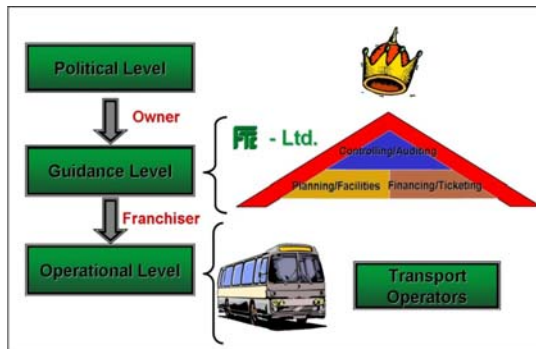 Political Level
Owner
- Ltd.
Controlling/Auditing
Guidance Level
Planning/Facilities
Financing/Ticketing
Franchiser
Operational Level
Transport
Operators